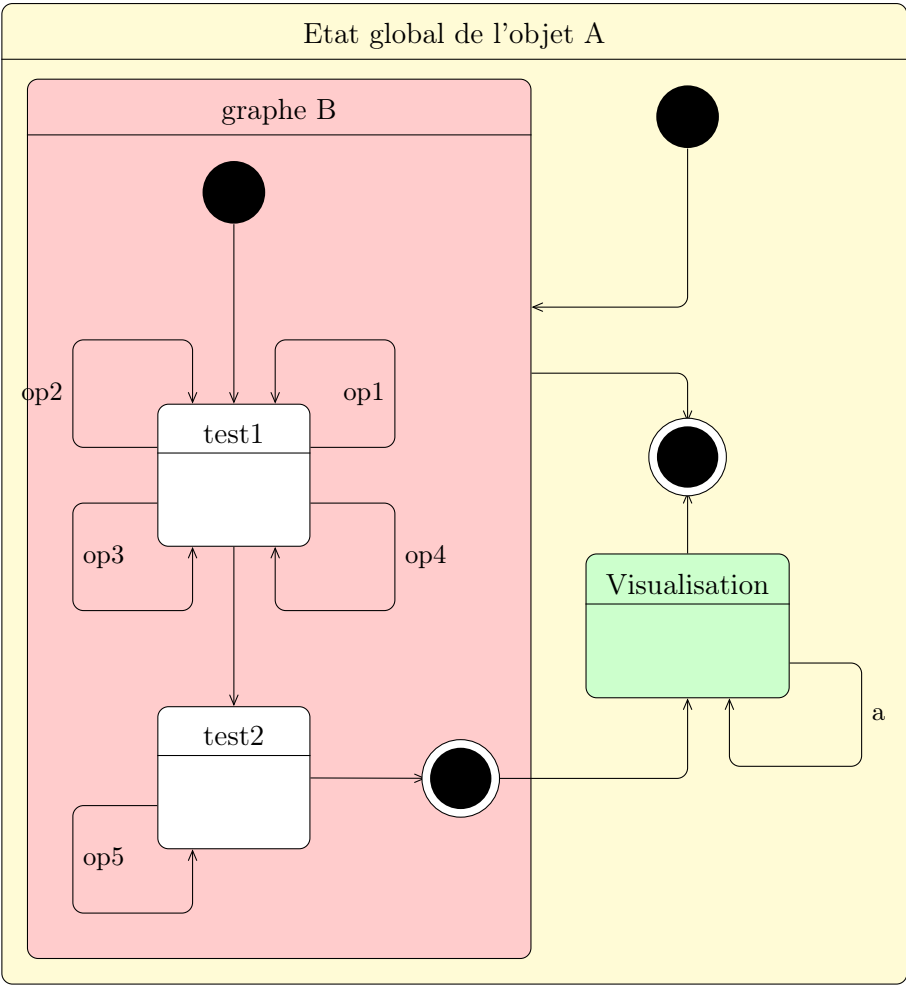 Etat global de l'objet A
graphe B
op2
op1
test1
op3
op4
Visualisation
a
test2
op5